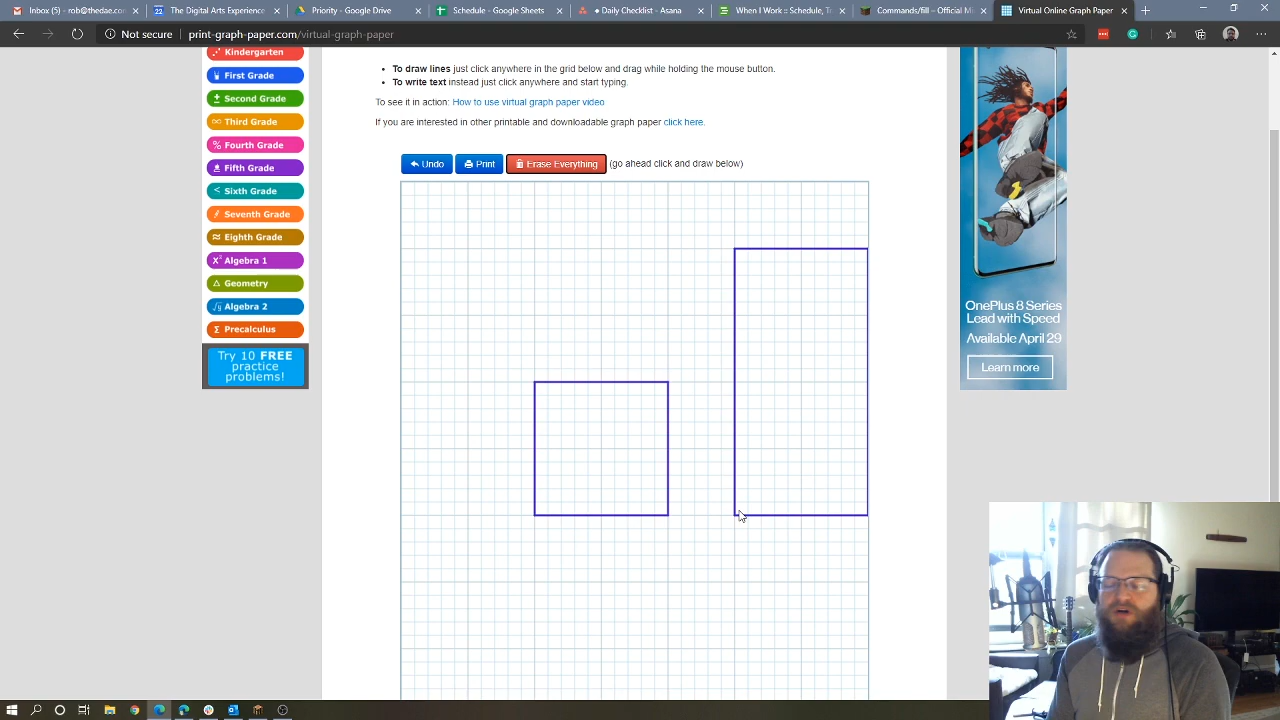 Inbox (5) - rob@thedae.com
22 The Digital Arts Experience
Priority - Google Drive
Schedule - Google Sheets
● Daily Checklist - Asana
When I Work :: Schedule, T
Commands/fill – Official Mi
Virtual Online Graph Paper
Not secure | print-graph-paper.com/virtual-graph-paper
Kindergarten
First Grade
Second Grade
Third Grade
Fourth Grade
Fifth Grade
Sixth Grade
Seventh Grade
Eighth Grade
Algebra 1
Geometry
Algebra 2
Precalculus
Try 10 FREE
practice
problems!
To draw lines just click anywhere in the grid below and drag while holding the mouse button.
To write text instead just click anywhere and start typing.
To see it in action: How to use virtual graph paper video
If you are interested in other printable and downloadable graph paper click here.
Undo Print Erase Everything (go ahead click and draw below)
OnePlus 8 Series
Lead with Speed
Available April 29
Learn more